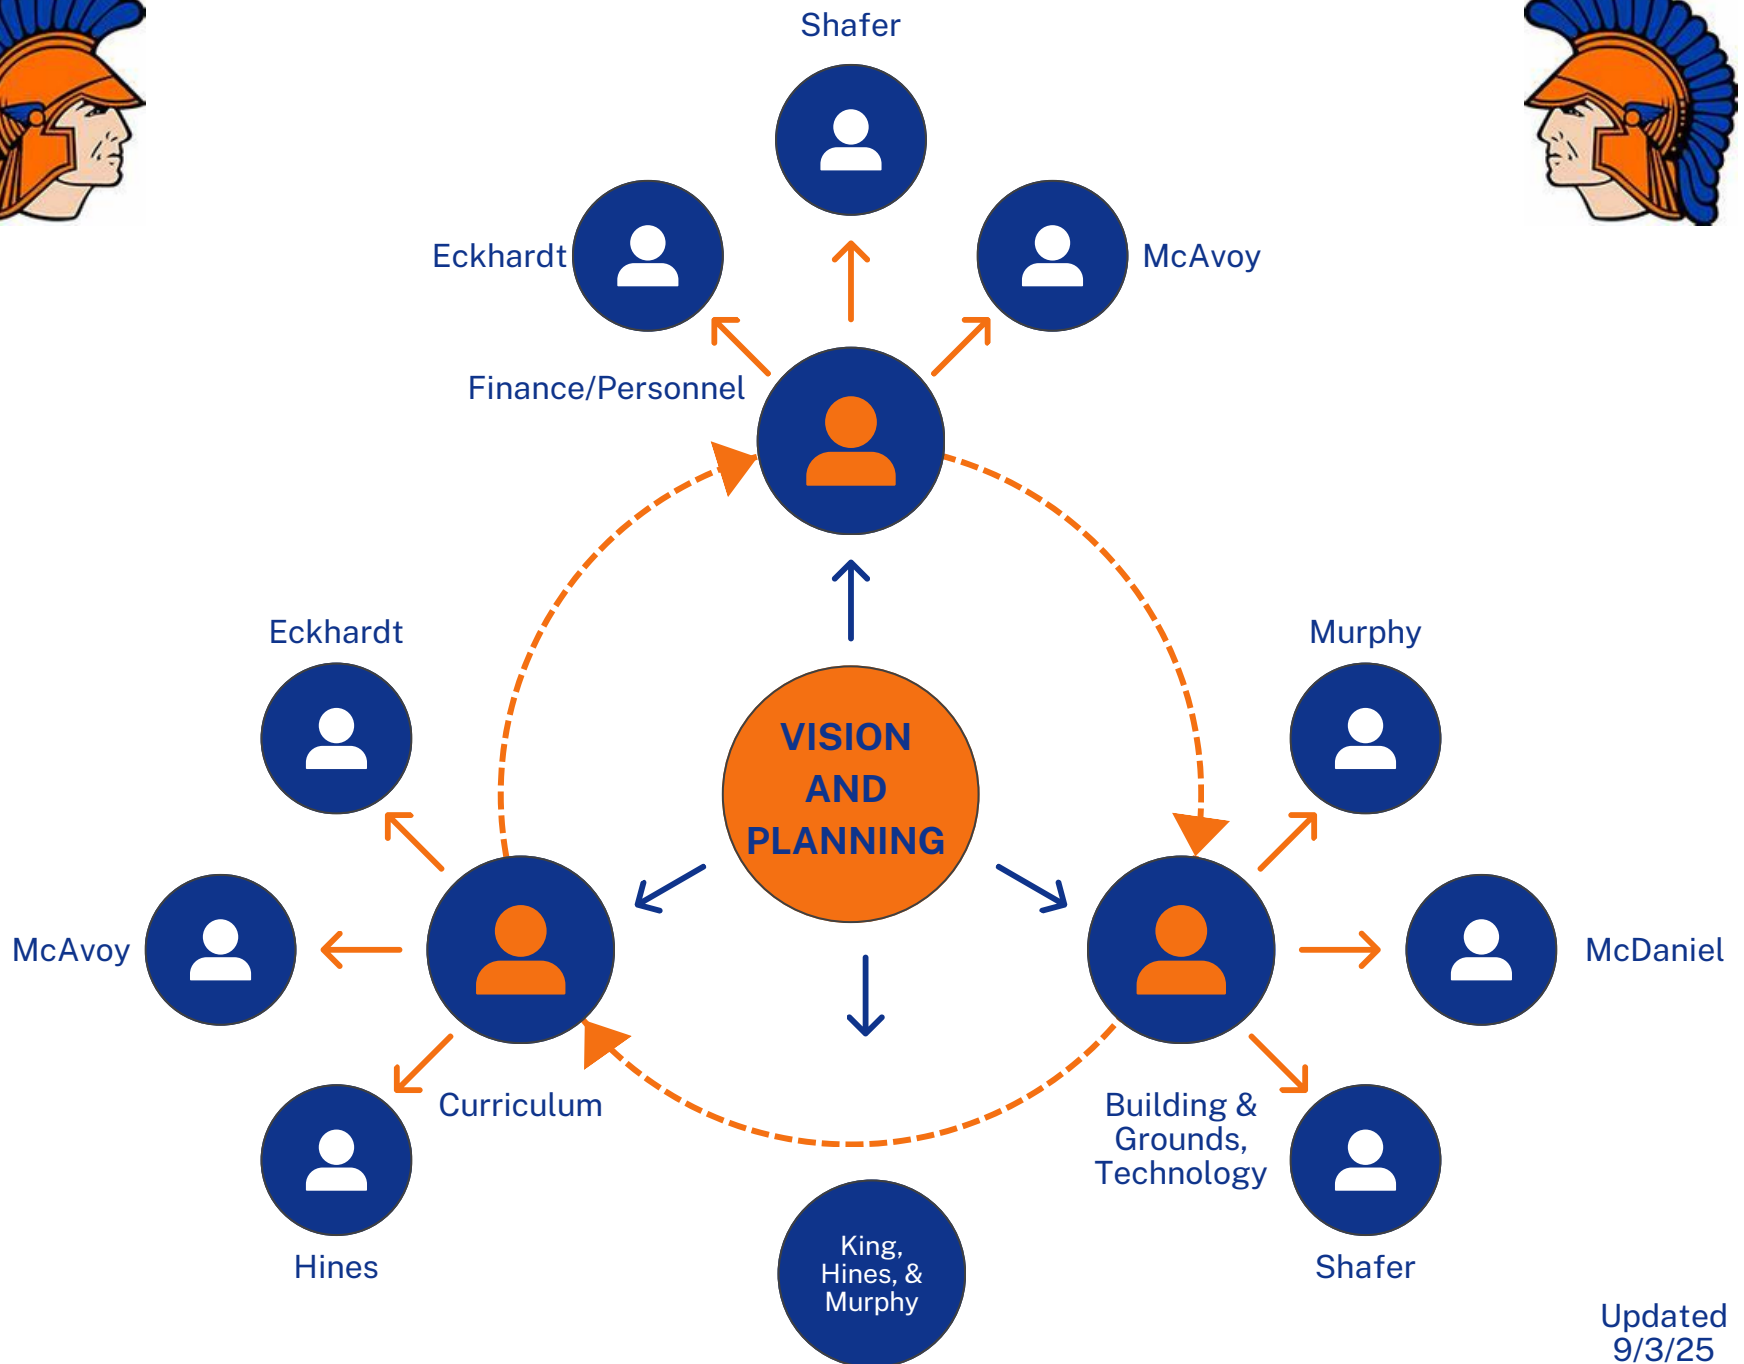 Shafer
Eckhardt
McAvoy
Finance/Personnel
Eckhardt
Murphy
VISION
AND
PLANNING
McAvoy
McDaniel
Curriculum
Building &
Grounds,
Technology
Hines
King,
Hines, &
Murphy
Shafer
Updated
9/3/25